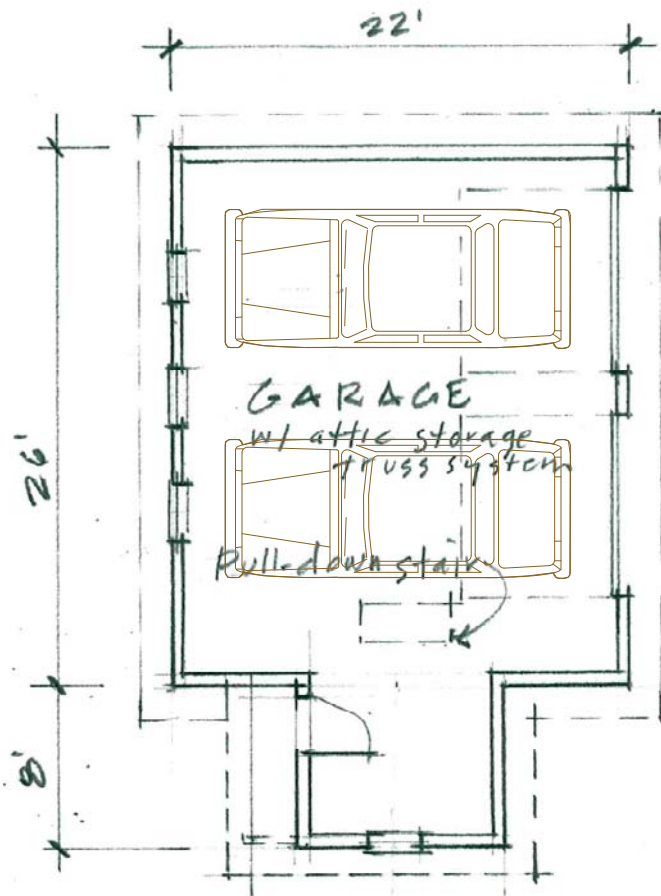 22'
GARAGE
w/ attic storage
truss system
26'
Pull-down stair
8'